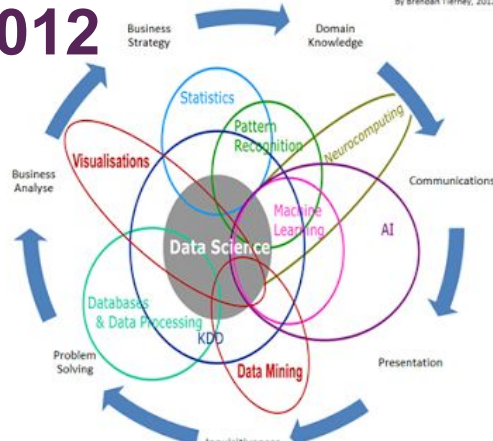 012
By Brendan Tierney, 2012
Business
Strategy
Domain
Knowledge
Statistics
Pattern
Recognition
Neurocomputing
Visualisations
Business
Analyse
Communications
Machine
Learning
AI
Data Science
Databases
& Data Processing
KDD
Problem
Solving
Data Mining
Presentation